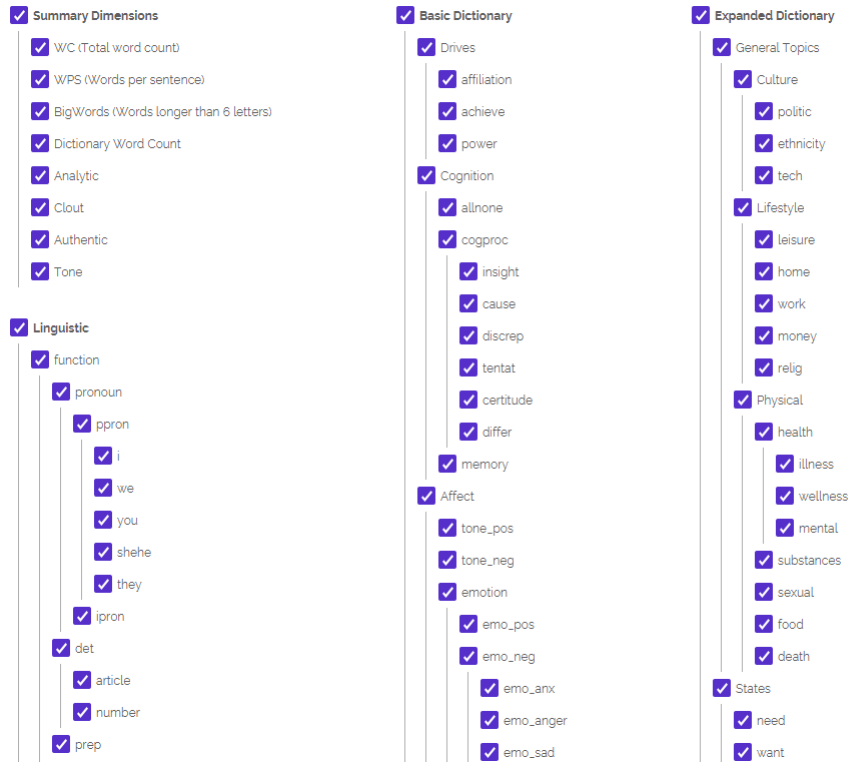 Summary Dimensions
WC (Total word count)
WPS (Words per sentence)
BigWords (Words longer than 6 letters)
Dictionary Word Count
Analytic
Clout
Authentic
Tone
Linguistic
function
pronoun
ppron
i
we
you
shehe
they
ipron
det
article
number
prep
Basic Dictionary
Drives
affiliation
achieve
power
Cognition
allnone
cogproc
insight
cause
discrep
tentat
certitude
differ
memory
Affect
tone_pos
tone_neg
emotion
emo_pos
emo_neg
emo_anx
emo_anger
emo_sad
Expanded Dictionary
General Topics
Culture
politic
ethnicity
tech
Lifestyle
leisure
home
work
money
relig
Physical
health
illness
wellness
mental
substances
sexual
food
death
States
need
want